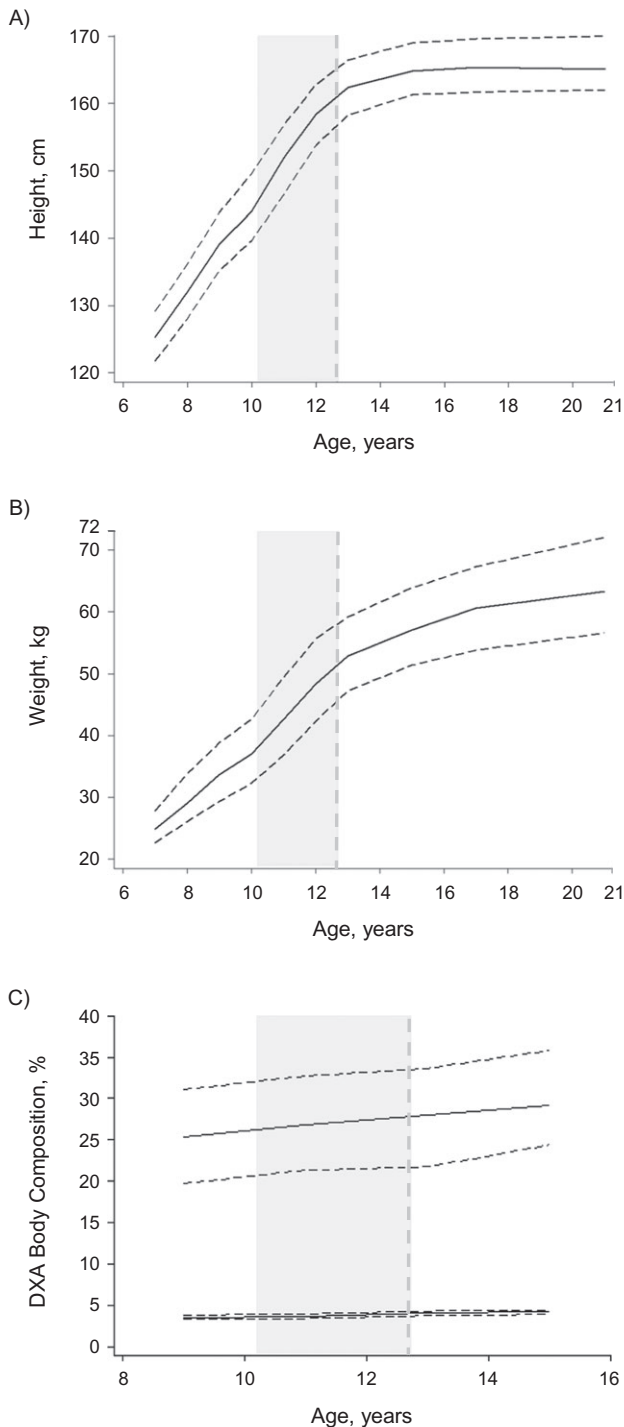 A)
170
160
150
140
130
120
Height, cm
6 8 10 12 14 16 18 20 21
Age, years
B)
72
70
60
50
40
30
20
Weight, kg
6 8 10 12 14 16 18 20 21
Age, years
C)
40
35
30
25
20
15
10
5
0
DXA Body Composition, %
8 10 12 14 16
Age, years